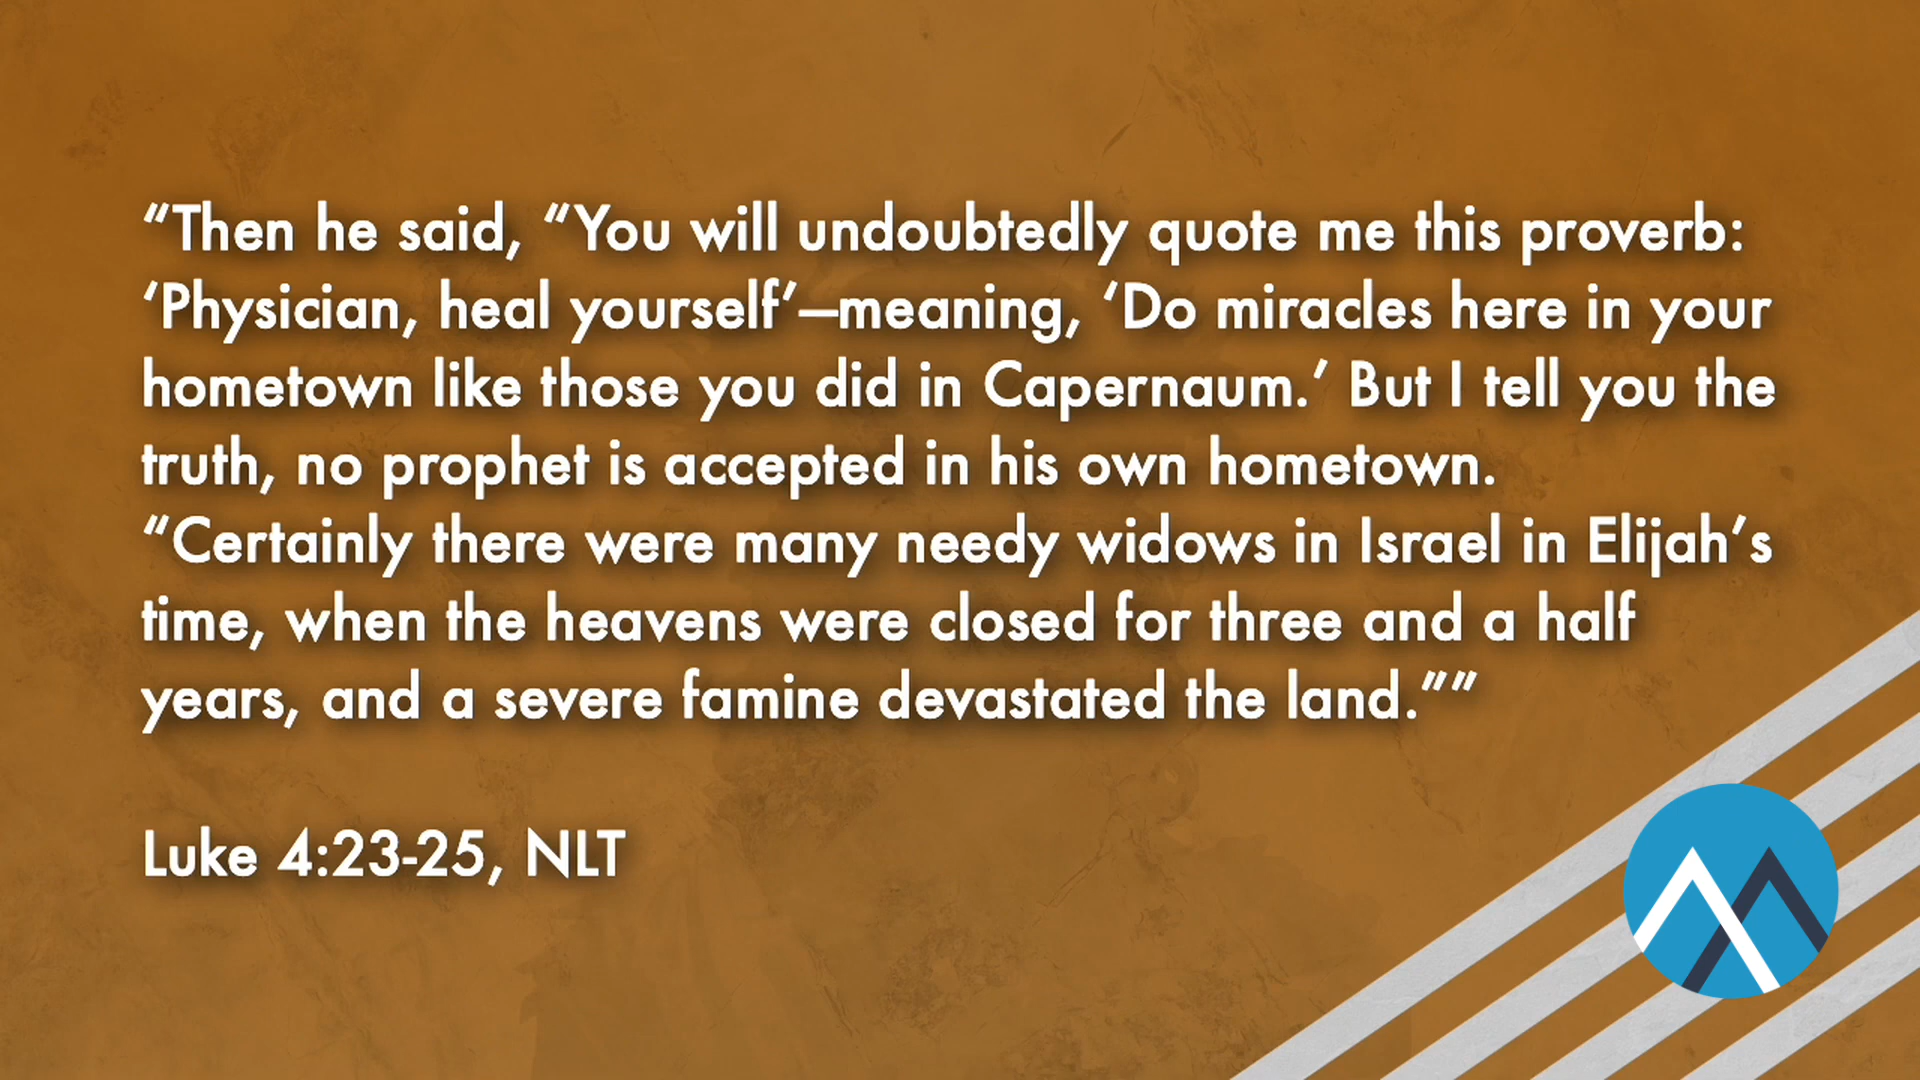 “Then he said, “You will undoubtedly quote me this proverb:
‘Physician, heal yourself’—meaning, ‘Do miracles here in your
hometown like those you did in Capernaum.’ But I tell you the
truth, no prophet is accepted in his own hometown.
“Certainly there were many needy widows in Israel in Elijah’s
time, when the heavens were closed for three and a half
years, and a severe famine devastated the land.””
Luke 4:23-25, NLT